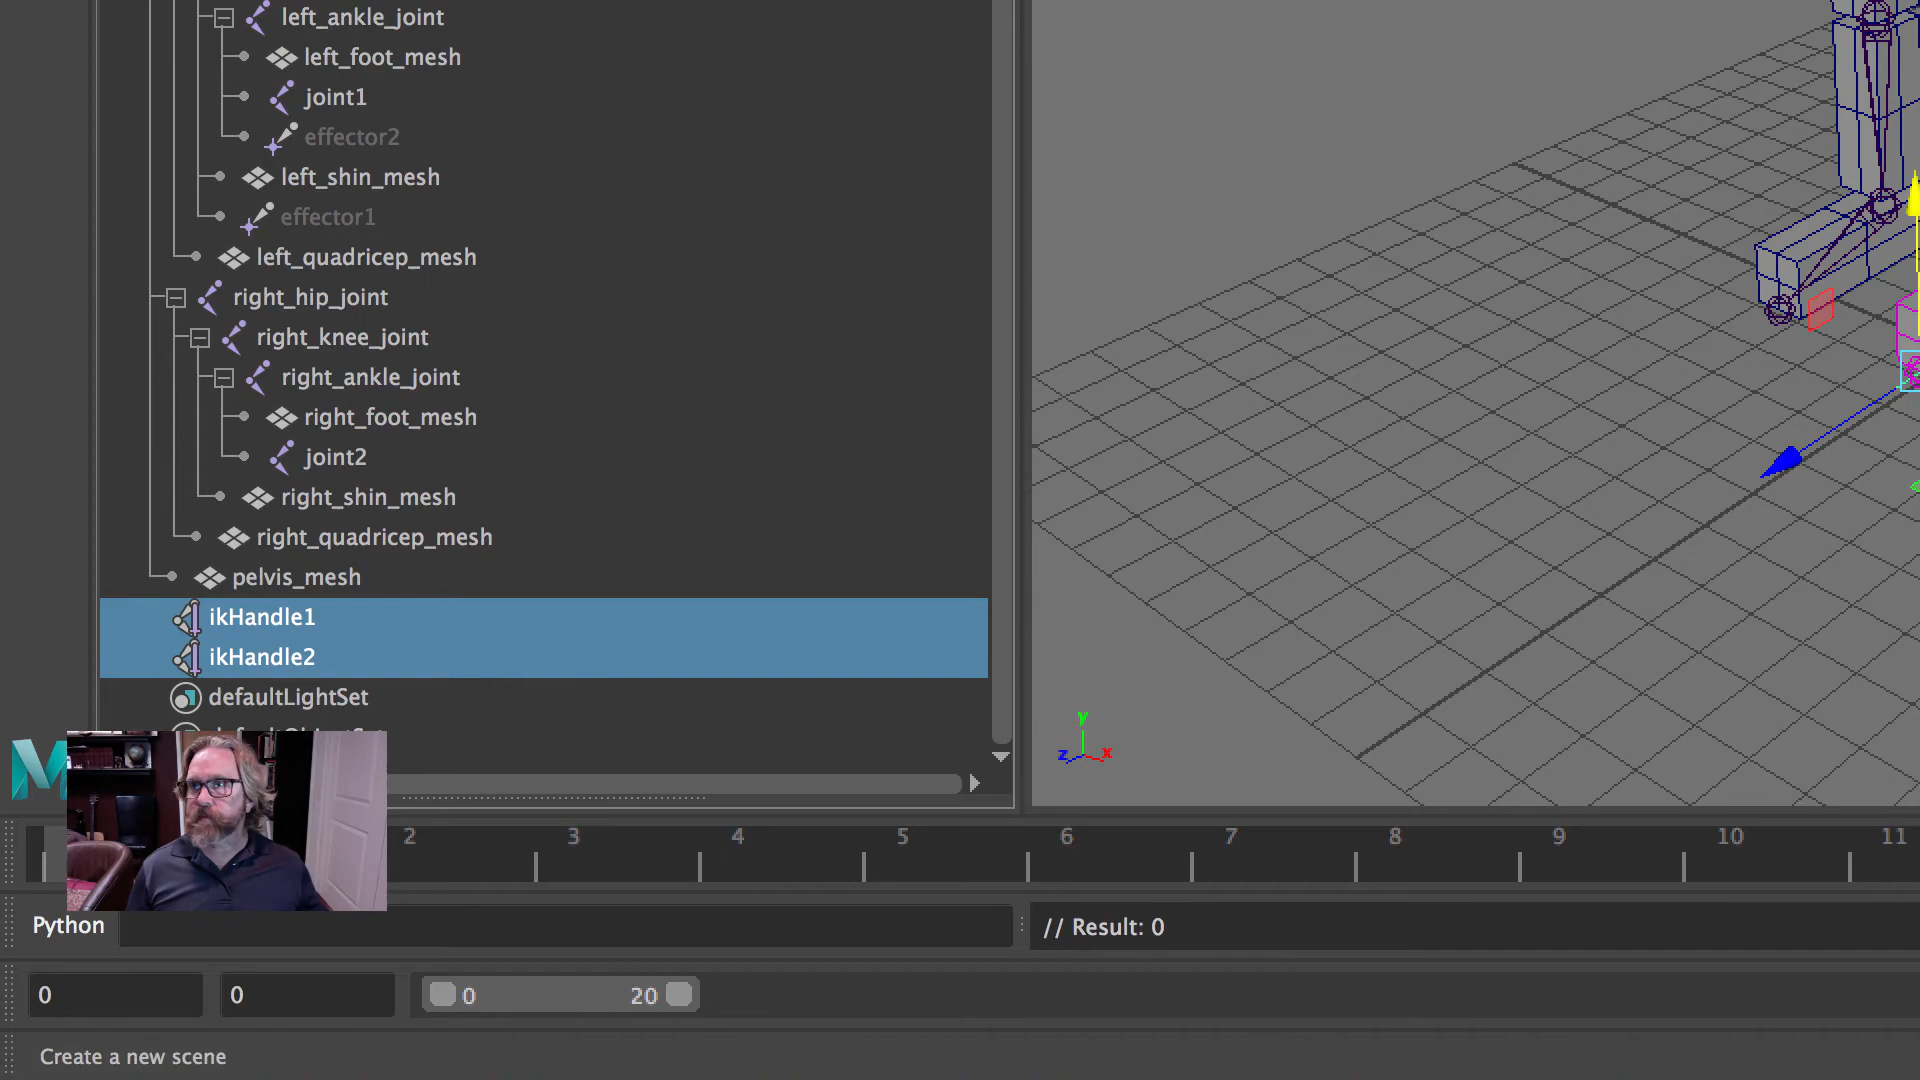 left_ankle_joint
left_foot_mesh
joint1
effector2
left_shin_mesh
effector1
left_quadricep_mesh
right_hip_joint
right_knee_joint
right_ankle_joint
right_foot_mesh
joint2
right_shin_mesh
right_quadricep_mesh
pelvis_mesh
ikHandle1
ikHandle2
defaultLightSet
y
z x
2 3 4 5 6 7 8 9 10 11
Python
// Result: 0
0 0 0 20
Create a new scene